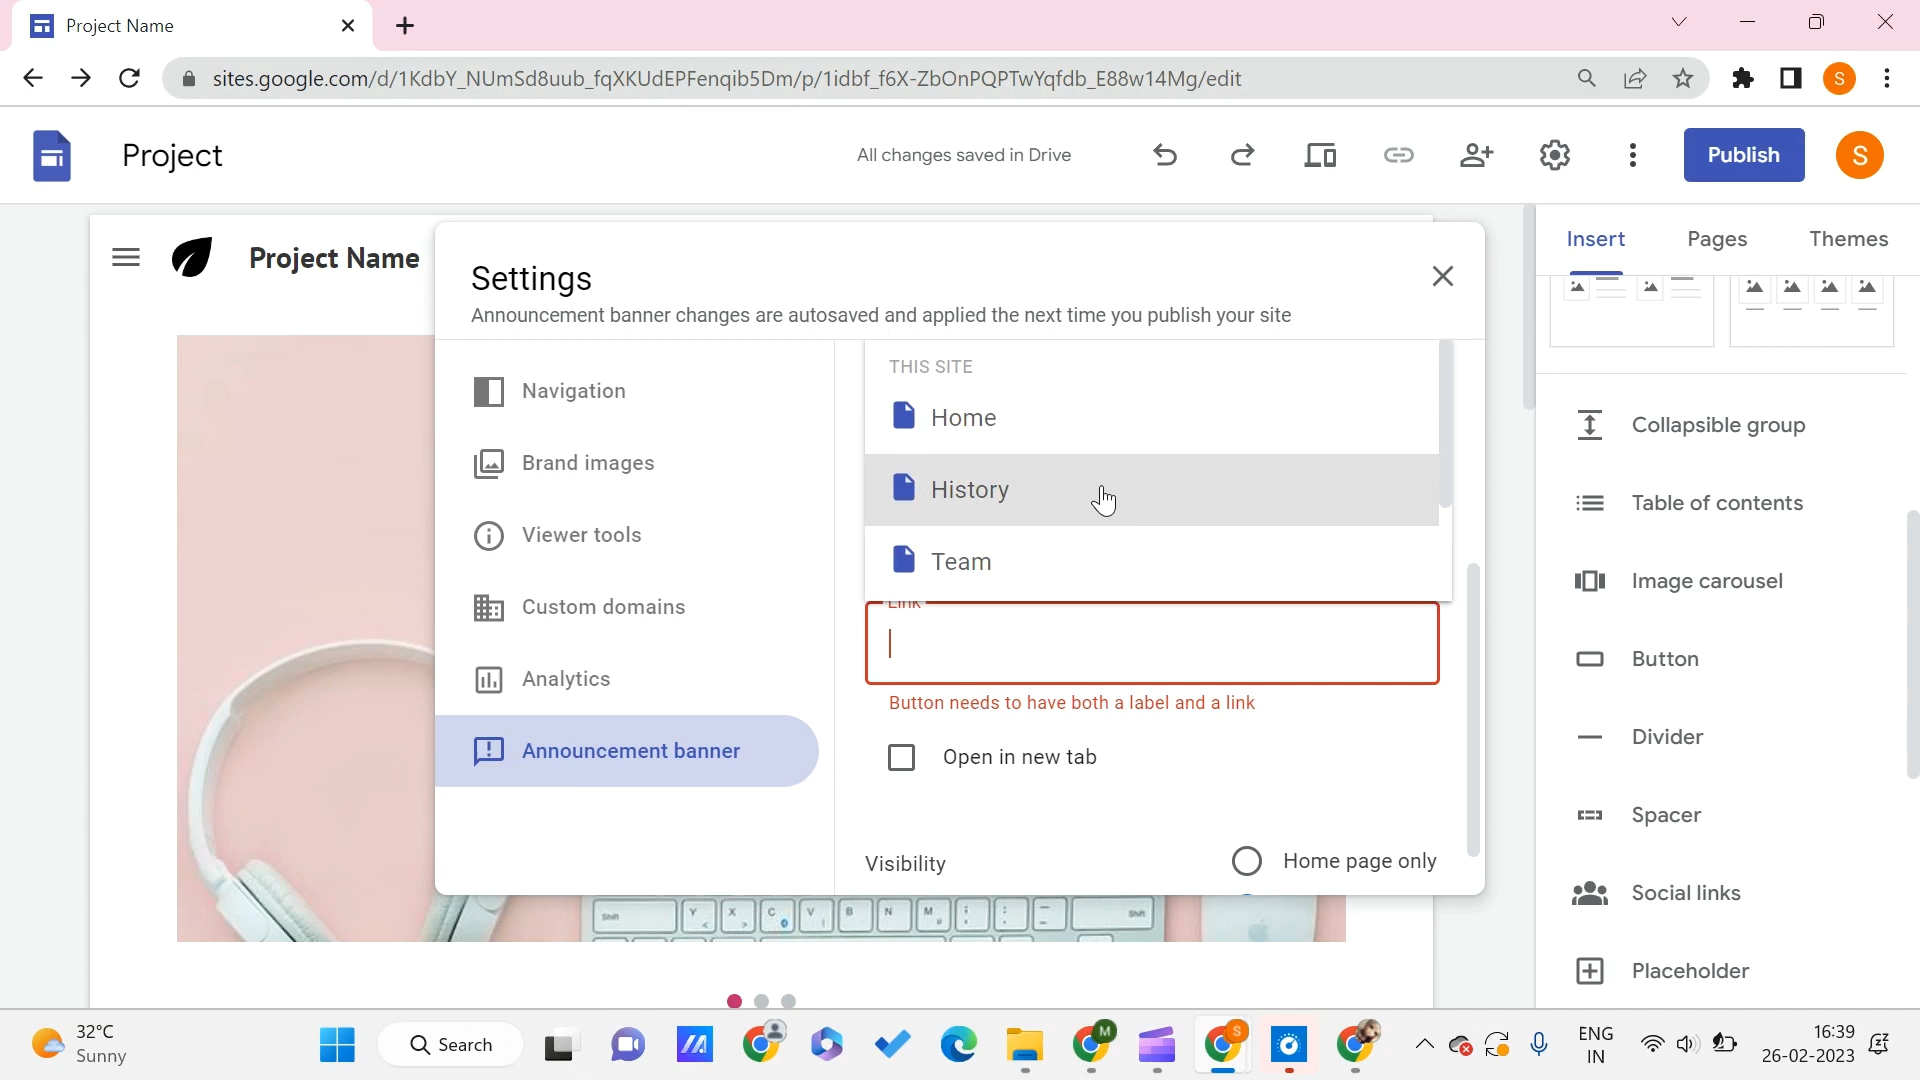 Project Name
sites.google.com/d/1KdbY_NUmSd8uub_fqXKUdEPFenqib5Dm/p/1idbf_f6X-ZbOnPQPTwYqfdb_E88w14Mg/edit
S
Project
All changes saved in Drive
Publish
S
Project Name
Settings
Announcement banner changes are autosaved and applied the next time you publish your site
Navigation
Brand images
Viewer tools
Custom domains
Analytics
Announcement banner
THIS SITE
Home
History
Team
Link
Button needs to have both a label and a link
Open in new tab
Visibility
Home page only
Insert
Pages
Themes
Collapsible group
Table of contents
Image carousel
Button
Divider
Spacer
Social links
Placeholder
Shift
Y
X
C
V
B
N
M
Shift
32°C
Sunny
Search
M
S
ENG
IN
16:39
26-02-2023